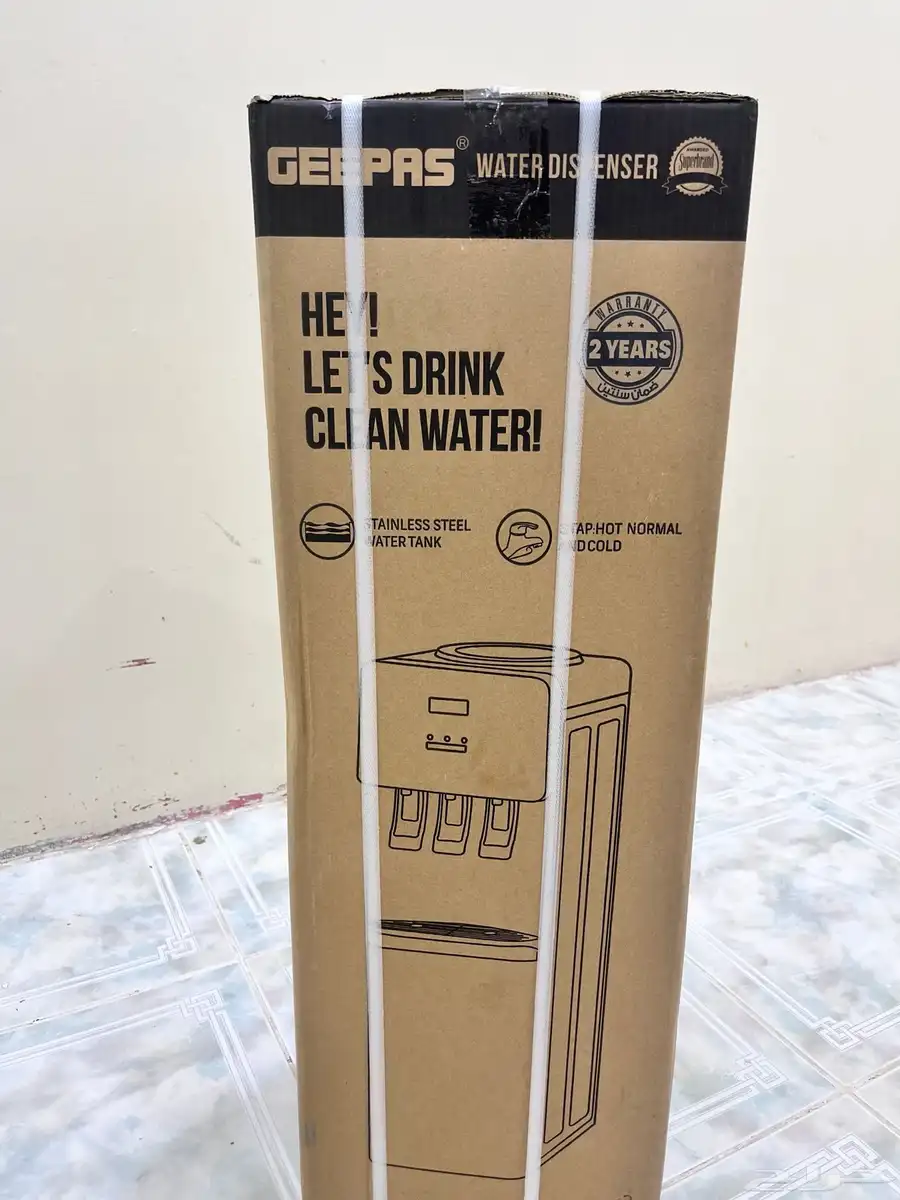 GEEPAS® WATER DISPENSER
AWARDED
Superbrand
HEY!
LET'S DRINK
CLEAN WATER!
WARRANTY
2 YEARS
ضمان سنتين
STAINLESS STEEL
WATER TANK
TAP:HOT NORMAL
AND COLD